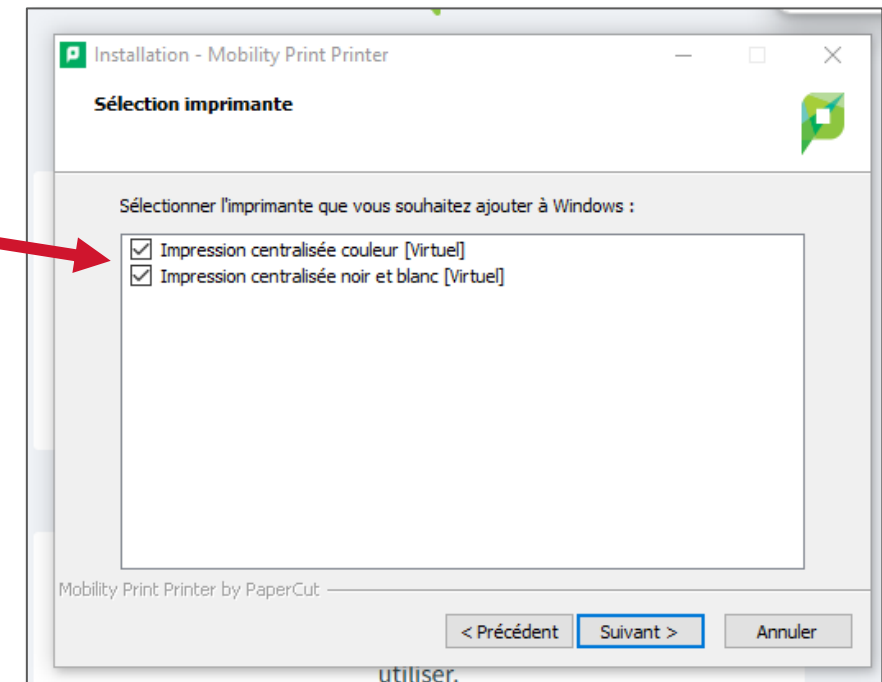 Installation - Mobility Print Printer
Sélection imprimante
Sélectionner l'imprimante que vous souhaitez ajouter à Windows :
Impression centralisée couleur [Virtuel]
Impression centralisée noir et blanc [Virtuel]
Mobility Print Printer by PaperCut
< Précédent Suivant > Annuler
utiliser.